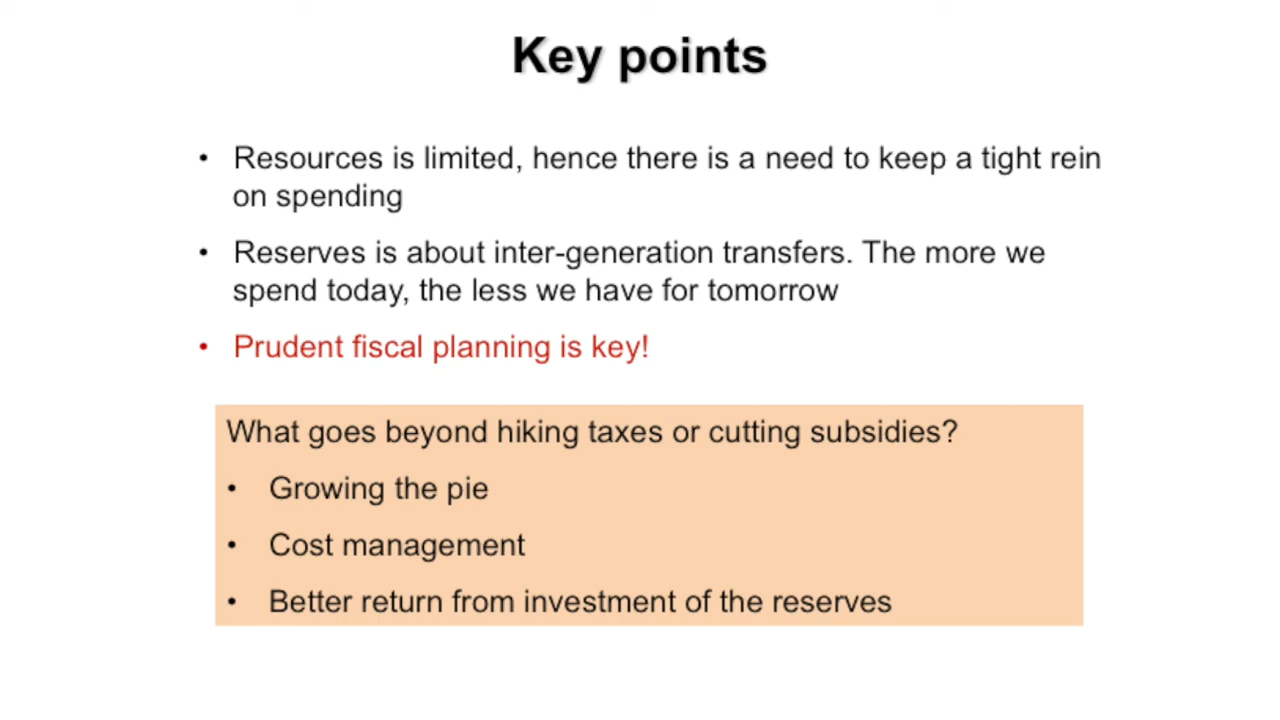 Key points
• Resources is limited, hence there is a need to keep a tight rein
on spending
• Reserves is about inter-generation transfers. The more we
spend today, the less we have for tomorrow
• Prudent fiscal planning is key!
What goes beyond hiking taxes or cutting subsidies?
• Growing the pie
• Cost management
• Better return from investment of the reserves